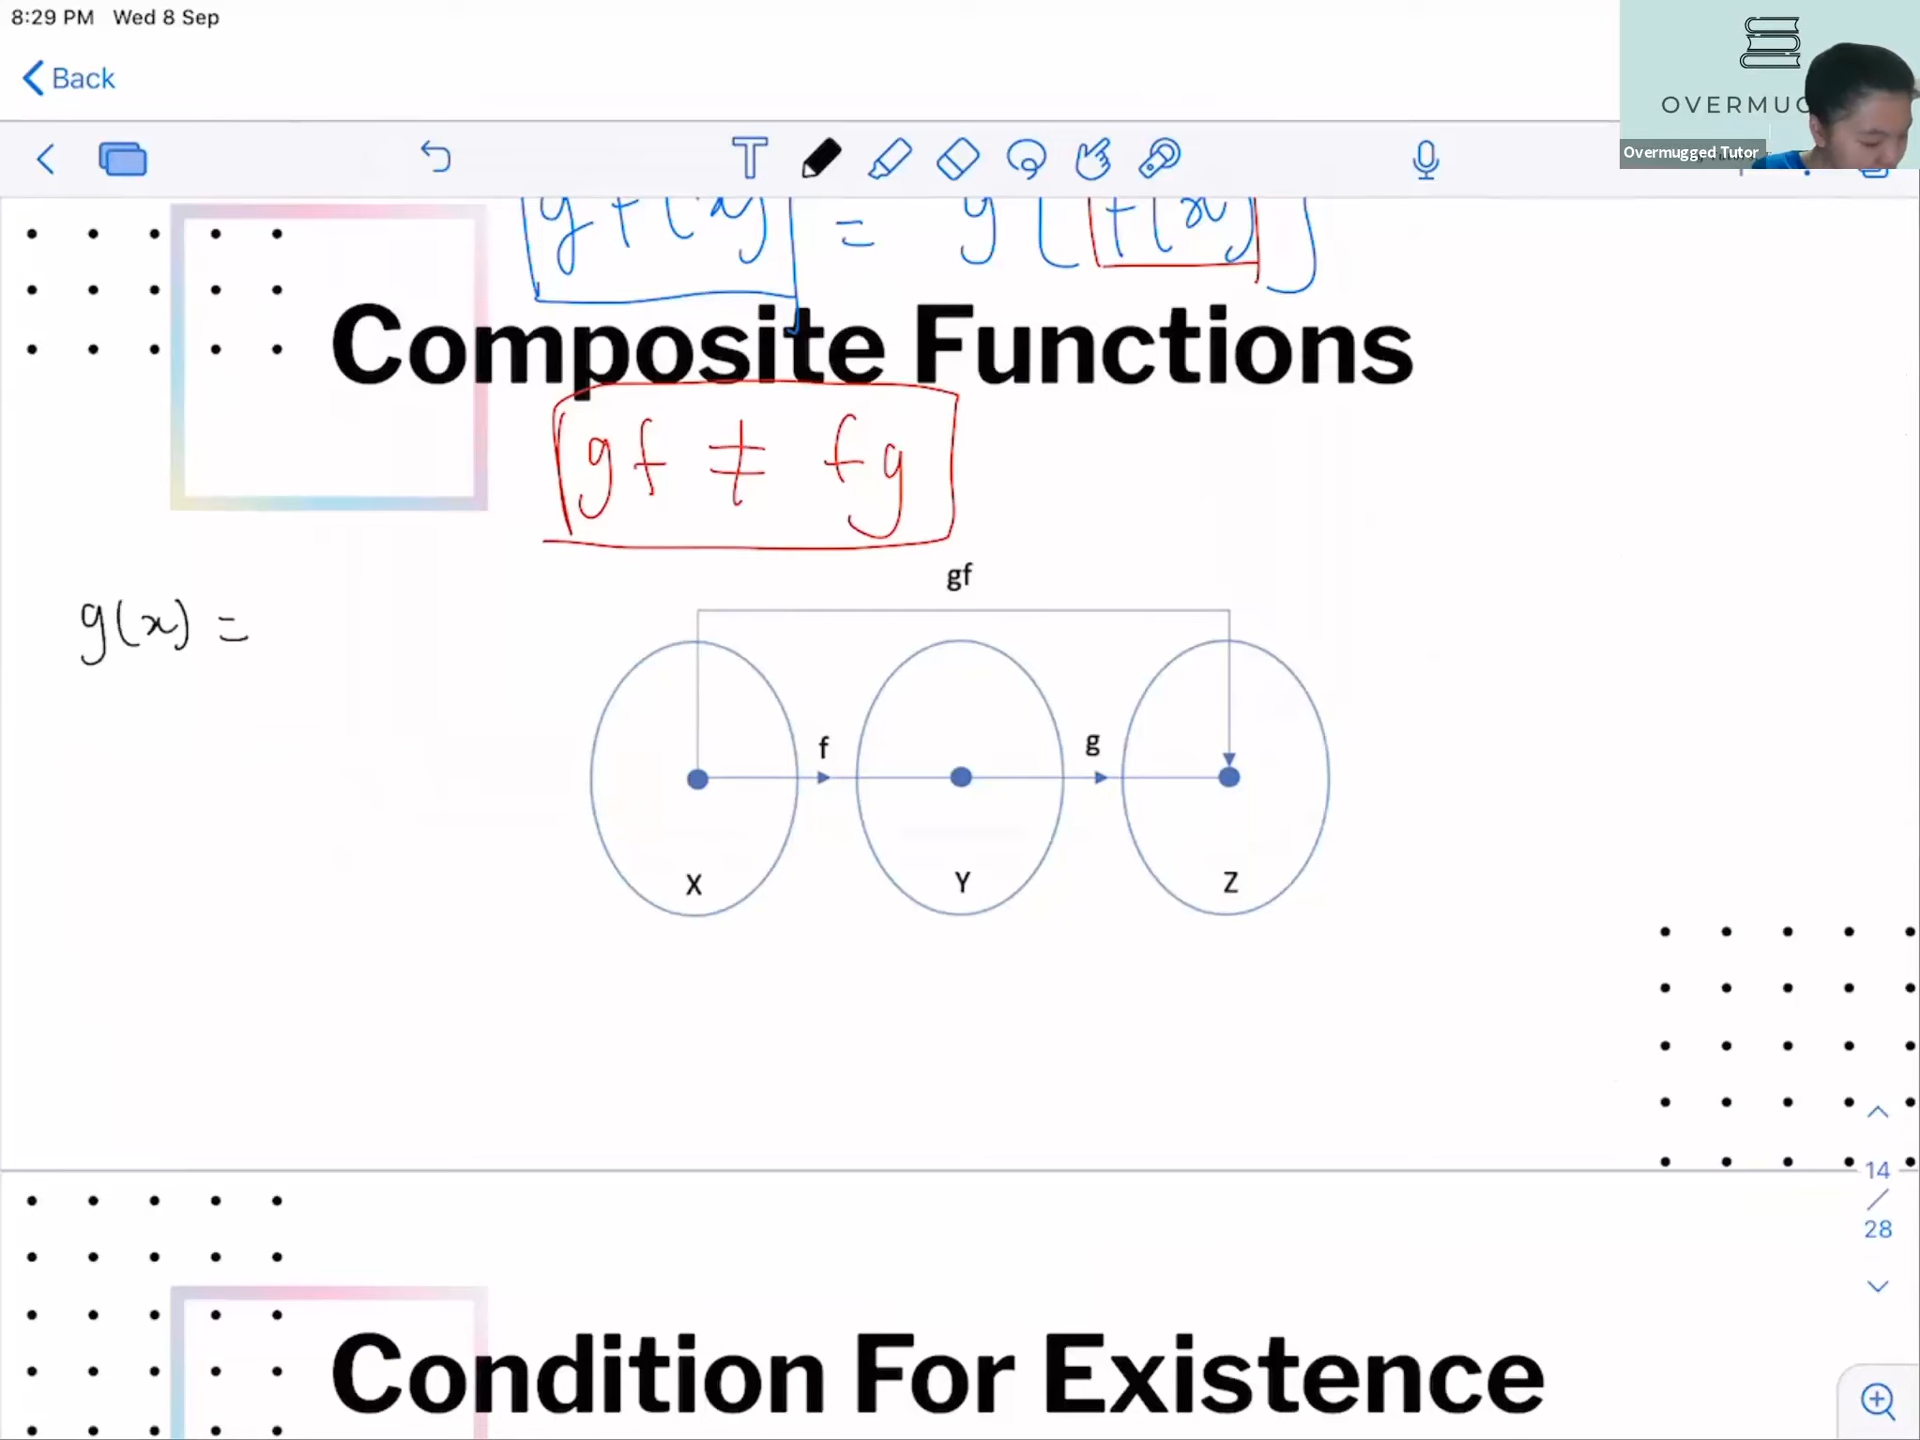 8:29 PM Wed 8 Sep
Back
OVERMUG
Overmugged Tutor
T
gf(x) = g[f(x)]
Composite Functions
gf ≠ fg
gf
g(x) =
f
g
X
Y
Z
14
/
28
Condition For Existence